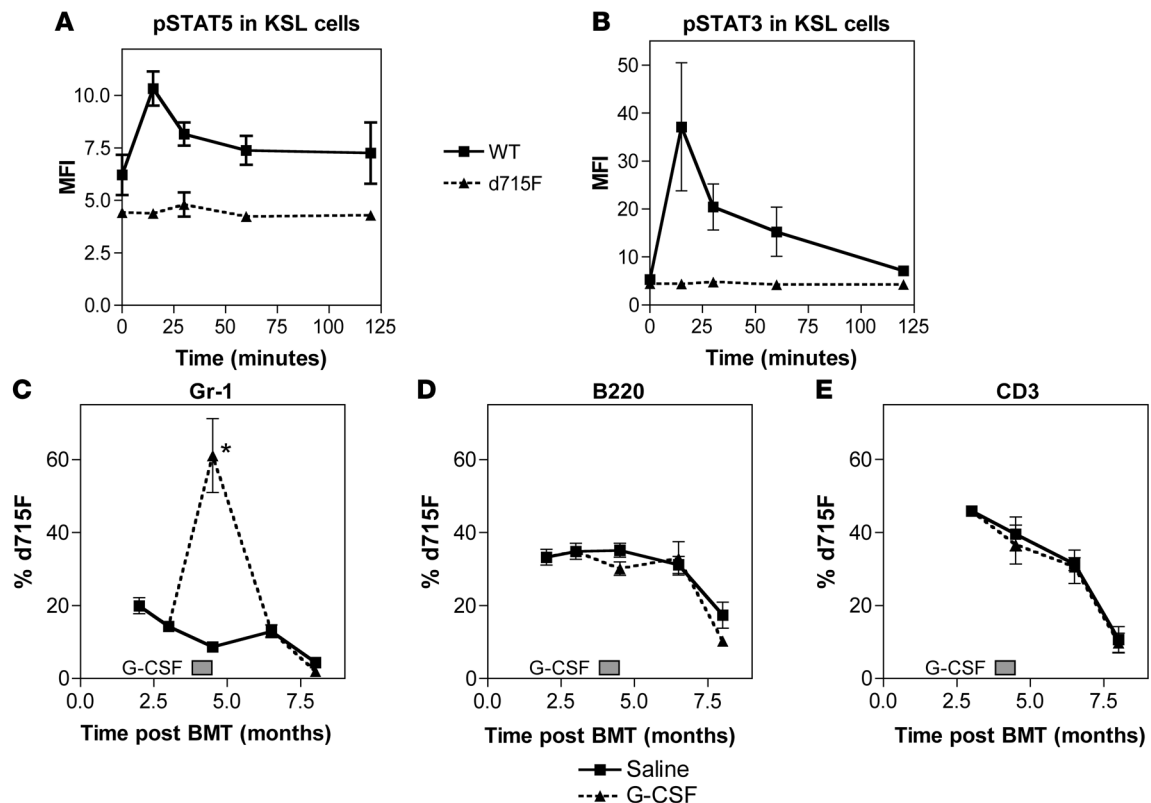 A
pSTAT5 in KSL cells
MFI
10.0
7.5
5.0
2.5
0.0
0 25 50 75 100 125
Time (minutes)
WT
d715F
B
pSTAT3 in KSL cells
MFI
50
40
30
20
10
0
0 25 50 75 100 125
Time (minutes)
C
Gr-1
% d715F
60
40
20
0
*
G-CSF
0.0 2.5 5.0 7.5
Time post BMT (months)
D
B220
% d715F
60
40
20
0
G-CSF
0.0 2.5 5.0 7.5
Time post BMT (months)
E
CD3
% d715F
60
40
20
0
G-CSF
0.0 2.5 5.0 7.5
Time post BMT (months)
Saline
G-CSF